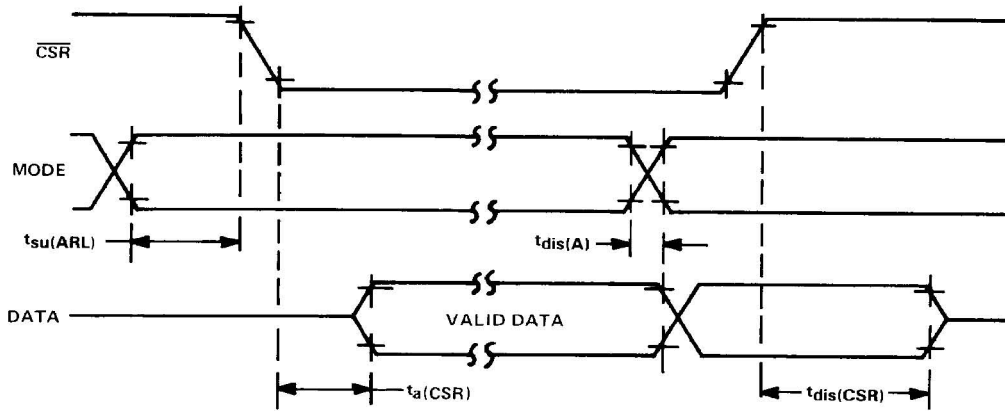 CSR
MODE
tsu(ARL)
tdis(A)
DATA
VALID DATA
ta(CSR)
tdis(CSR)